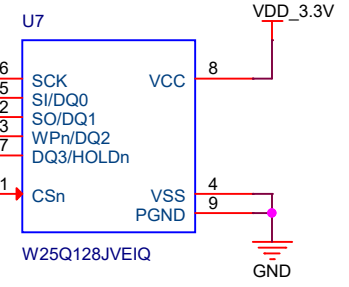 VDD_3.3V
U7
6 SCK VCC 8
5 SI/DQ0
2 SO/DQ1
3 WPn/DQ2
7 DQ3/HOLDn
1 CSn VSS 4
PGND 9
W25Q128JVEIQ
GND